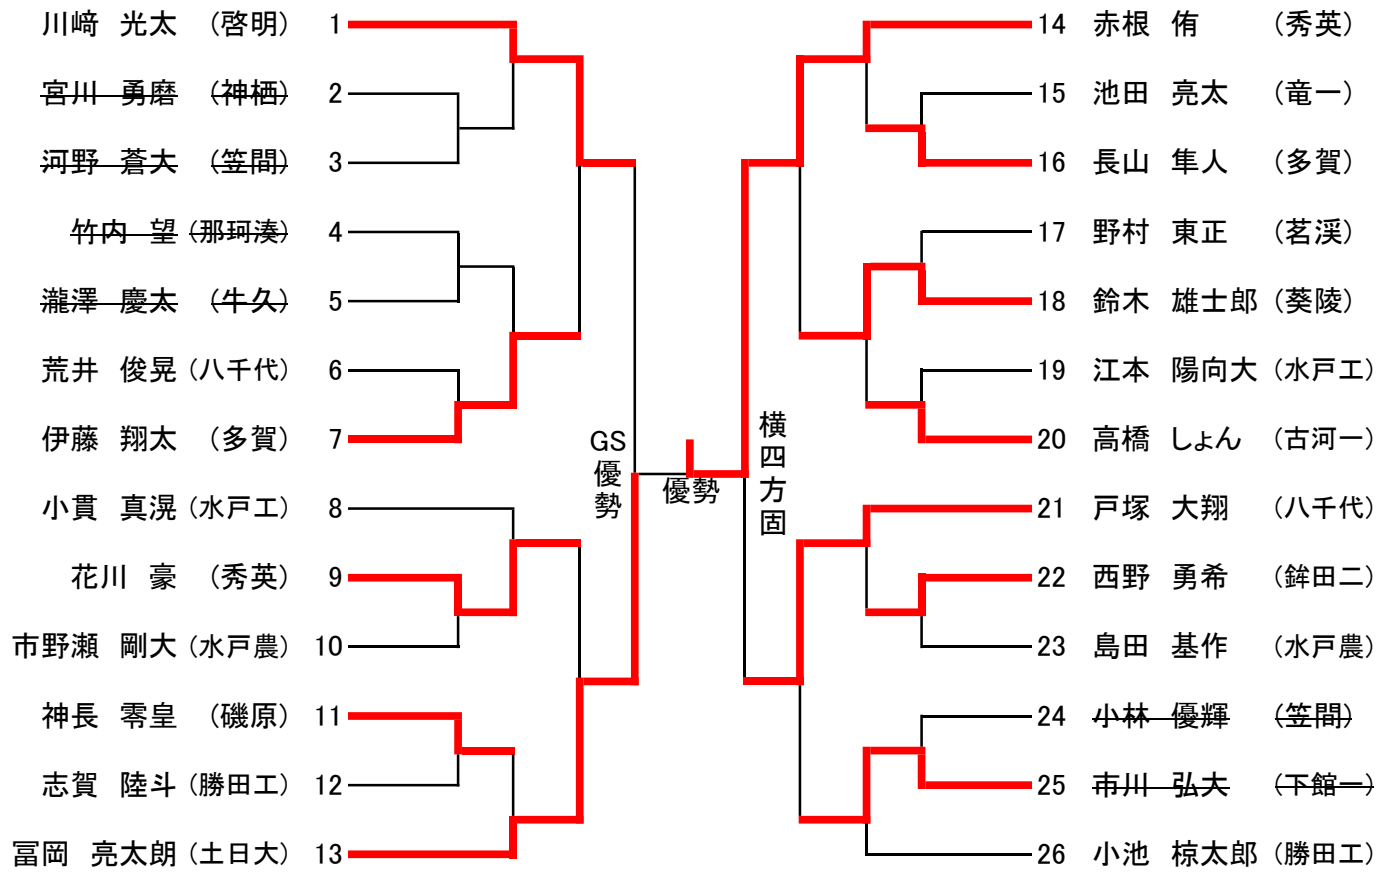 川﨑 光太 （啓明） 1
宮川 勇磨 （神栖） 2
河野 蒼大 （笠間） 3
竹内 望 （那珂湊） 4
瀧澤 慶太 （牛久） 5
荒井 俊晃 （八千代） 6
伊藤 翔太 （多賀） 7
小貫 真滉 （水戸工） 8
花川 豪 （秀英） 9
市野瀬 剛大 （水戸農） 10
神長 零皇 （磯原） 11
志賀 陸斗 （勝田工） 12
冨岡 亮太朗 （土日大） 13
GS優勢
優勢
横四方固
14 赤根 侑 （秀英）
15 池田 亮太 （竜一）
16 長山 隼人 （多賀）
17 野村 東正 （茗溪）
18 鈴木 雄士郎 （葵陵）
19 江本 陽向大 （水戸工）
20 高橋 しょん （古河一）
21 戸塚 大翔 （八千代）
22 西野 勇希 （鉾田二）
23 島田 基作 （水戸農）
24 小林 優輝 （笠間）
25 市川 弘大 （下館一）
26 小池 椋太郎 （勝田工）